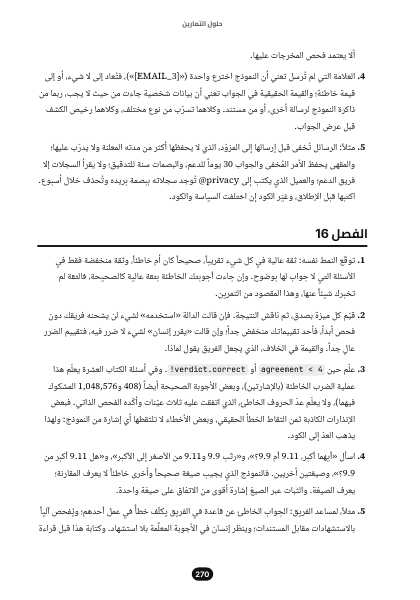 حلول التمارين
ألا يعتمد فحص المخرجات عليها.
4. العلامة التي لم تُرسل تعني أن النموذج اخترع واحدة («[EMAIL_3]»)، فتُعاد إلى لا شيء، أو إلى
قيمة خاطئة؛ والقيمة الحقيقية في الجواب تعني أن بيانات شخصية جاءت من حيث لا يجب، ربما من
ذاكرة النموذج لرسالة أخرى، أو من مستند. وكلاهما تسرّب من نوع مختلف، وكلاهما رخيص الكشف
قبل عرض الجواب.
5. مثلاً: الرسائل تُخفى قبل إرسالها إلى المزوّد، الذي لا يحفظها أكثر من مدته المعلنة ولا يدرّب عليها؛
والمقهى يحفظ الأمر المُخفى والجواب 30 يوماً للدعم، والبصمات سنة للتدقيق؛ ولا يقرأ السجلات إلا
فريق الدعم؛ والعميل الذي يكتب إلى privacy@ تُوجد سجلاته ببصمة بريده وتُحذف خلال أسبوع.
اكتبها قبل الإطلاق، وغيّر الكود إن اختلفت السياسة والكود.
الفصل 16
1. توقّع النمط نفسه: ثقة عالية في كل شيء تقريباً، صحيحاً كان أم خاطئاً، وثقة منخفضة فقط في
الأسئلة التي لا جواب لها بوضوح. وإن جاءت أجوبتك الخاطئة بثقة عالية كالصحيحة، فالثقة لم
تخبرك شيئاً عنها، وهذا المقصود من التمرين.
2. قيّم كل ميزة بصدق، ثم ناقش النتيجة. فإن قالت الدالة «استخدمه» لشيء لن يشحنه فريقك دون
فحص أبداً، فأحد تقييماتك منخفض جداً؛ وإن قالت «يقرر إنسان» لشيء لا ضرر فيه، فتقييم الضرر
عالٍ جداً. والقيمة في الخلاف، الذي يجعل الفريق يقول لماذا.
3. علّم حين agreement < 4 أو !verdict.correct . وفي أسئلة الكتاب العشرة يعلّم هذا
عملية الضرب الخاطئة (بالإشارتين)، وبعض الأجوبة الصحيحة أيضاً (408 و1,048,576 المشكوك
فيها)، ولا يعلّم عدّ الحروف الخاطئ، الذي اتفقت عليه ثلاث عيّنات وأكّده الفحص الذاتي. فبعض
الإنذارات الكاذبة ثمن التقاط الخطأ الحقيقي، وبعض الأخطاء لا تلتقطها أي إشارة من النموذج: ولهذا
يذهب العدّ إلى الكود.
4. اسأل «أيهما أكبر، 9.11 أم 9.9؟»، و«رتّب 9.9 و9.11 من الأصغر إلى الأكبر»، و«هل 9.11 أكبر من
9.9؟»، وصيغتين أخريين. فالنموذج الذي يجيب صيغة صحيحاً وأخرى خاطئاً لا يعرف المقارنة؛
يعرف الصيغة. والثبات عبر الصيغ إشارة أقوى من الاتفاق على صيغة واحدة.
5. مثلاً، لمساعد الفريق: الجواب الخاطئ عن قاعدة في الفريق يكلّف خطأً في عمل أحدهم؛ ويُفحص آلياً
بالاستشهادات مقابل المستندات؛ وينظر إنسان في الأجوبة المعلَّمة بلا استشهاد. وكتابة هذا قبل قراءة
270